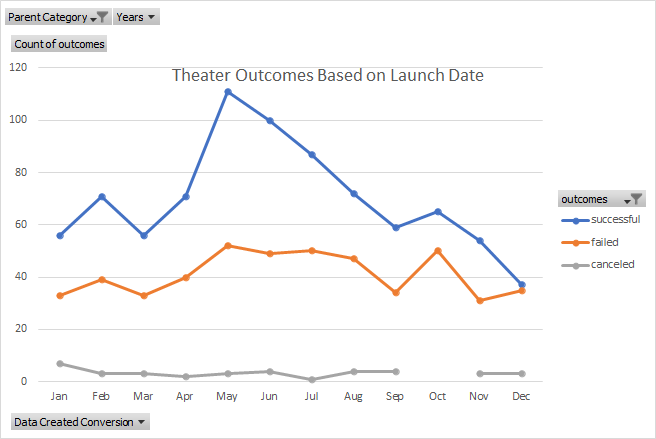 Parent Category Years
Count of outcomes
Theater Outcomes Based on Launch Date
120
100
80
60
40
20
0
Jan Feb Mar Apr May Jun Jul Aug Sep Oct Nov Dec
outcomes
successful
failed
canceled
Data Created Conversion